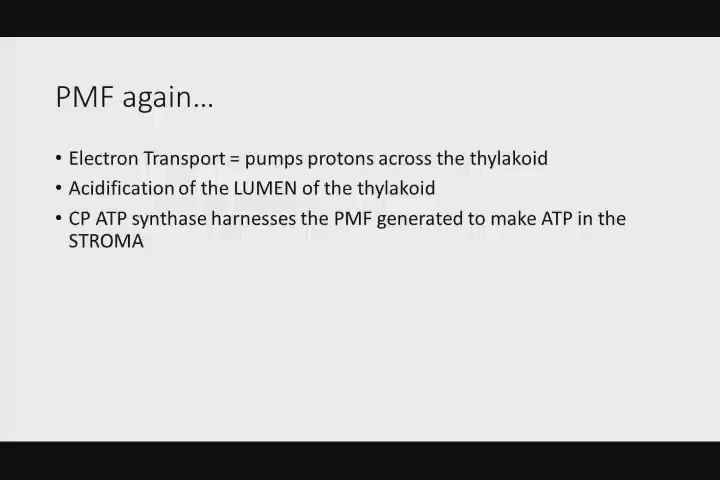 PMF again…
• Electron Transport = pumps protons across the thylakoid
• Acidification of the LUMEN of the thylakoid
• CP ATP synthase harnesses the PMF generated to make ATP in the
STROMA